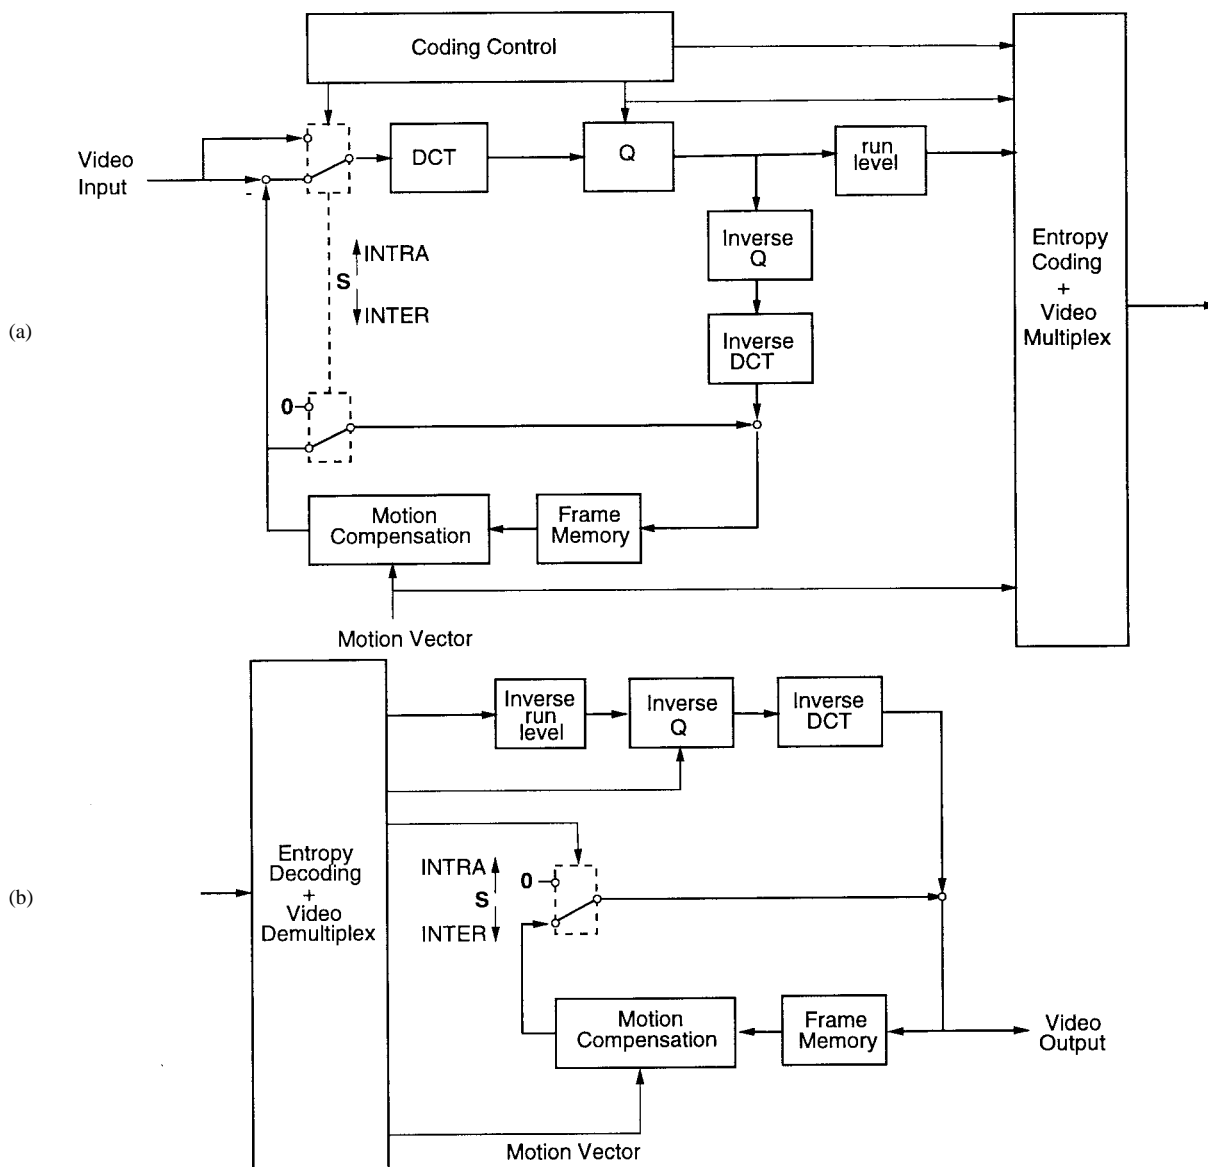 Coding Control
Video
Input
DCT
Q
run
level
Inverse
Q
INTRA
S
INTER
Inverse
DCT
Entropy
Coding
+
Video
Multiplex
(a)
0
Motion
Compensation
Frame
Memory
Motion Vector
Inverse
run
level
Inverse
Q
Inverse
DCT
Entropy
Decoding
+
Video
Demultiplex
INTRA
S
INTER
0
(b)
Motion
Compensation
Frame
Memory
Video
Output
Motion Vector